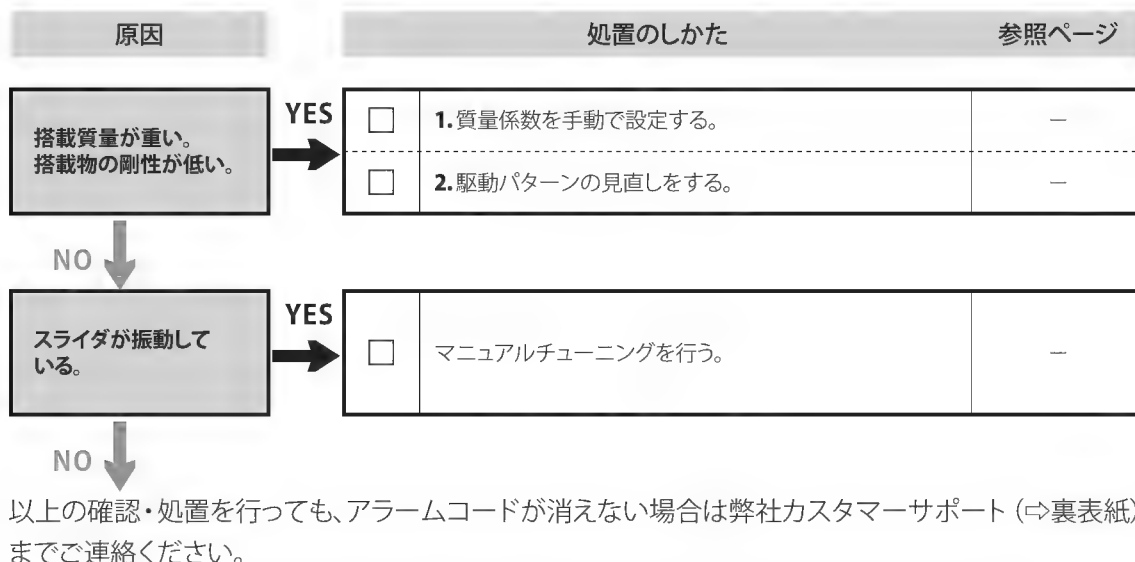 原因 処置のしかた 参照ページ
搭載質量が重い。
搭載物の剛性が低い。
YES
□ 1.質量係数を手動で設定する。 −
□ 2.駆動パターンの見直しをする。 −
NO
スライダが振動して
いる。
YES
□ マニュアルチューニングを行う。 −
NO
以上の確認・処置を行っても、アラームコードが消えない場合は弊社カスタマーサポート(⇨裏表紙)
までご連絡ください。